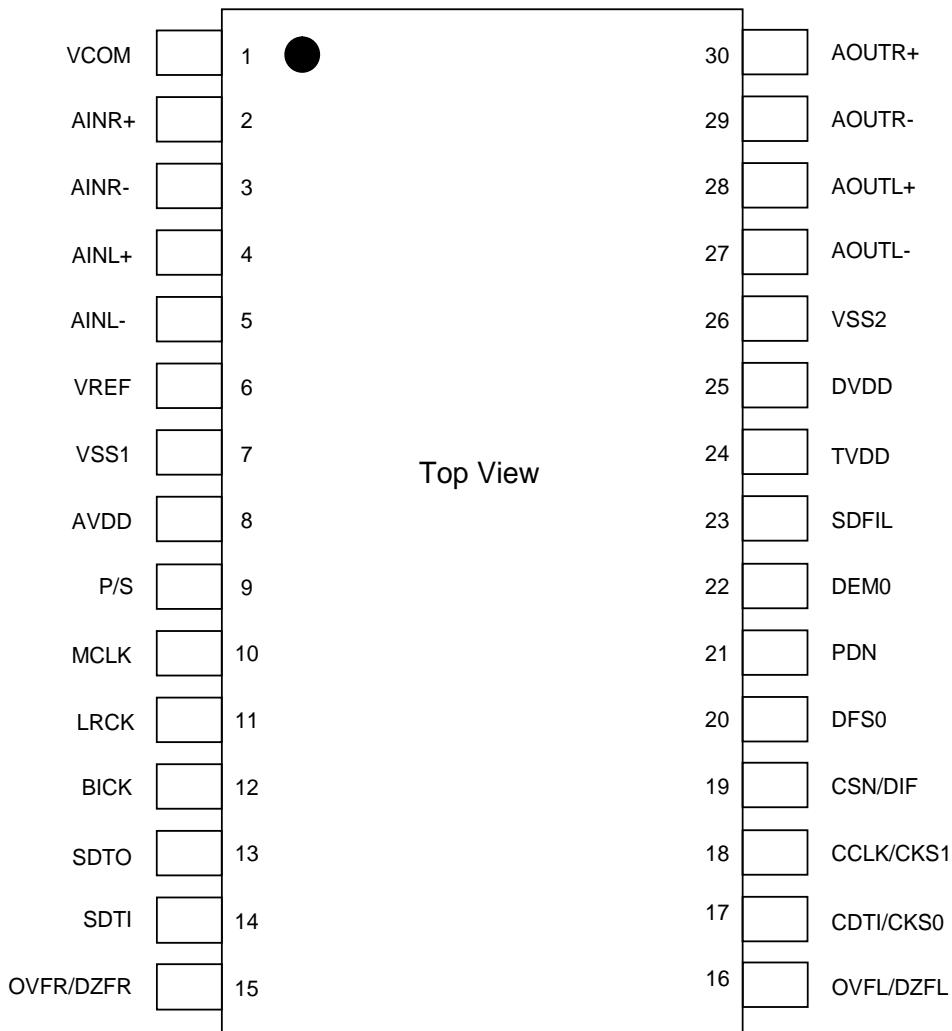 VCOM 1 30 AOUTR+
AINR+ 2 29 AOUTR-
AINR- 3 28 AOUTL+
AINL+ 4 27 AOUTL-
AINL- 5 26 VSS2
VREF 6 25 DVDD
VSS1 7 24 TVDD
Top View
AVDD 8 23 SDFIL
P/S 9 22 DEM0
MCLK 10 21 PDN
LRCK 11 20 DFS0
BICK 12 19 CSN/DIF
SDTO 13 18 CCLK/CKS1
SDTI 14 17 CDTI/CKS0
OVFR/DZFR 15 16 OVFL/DZFL